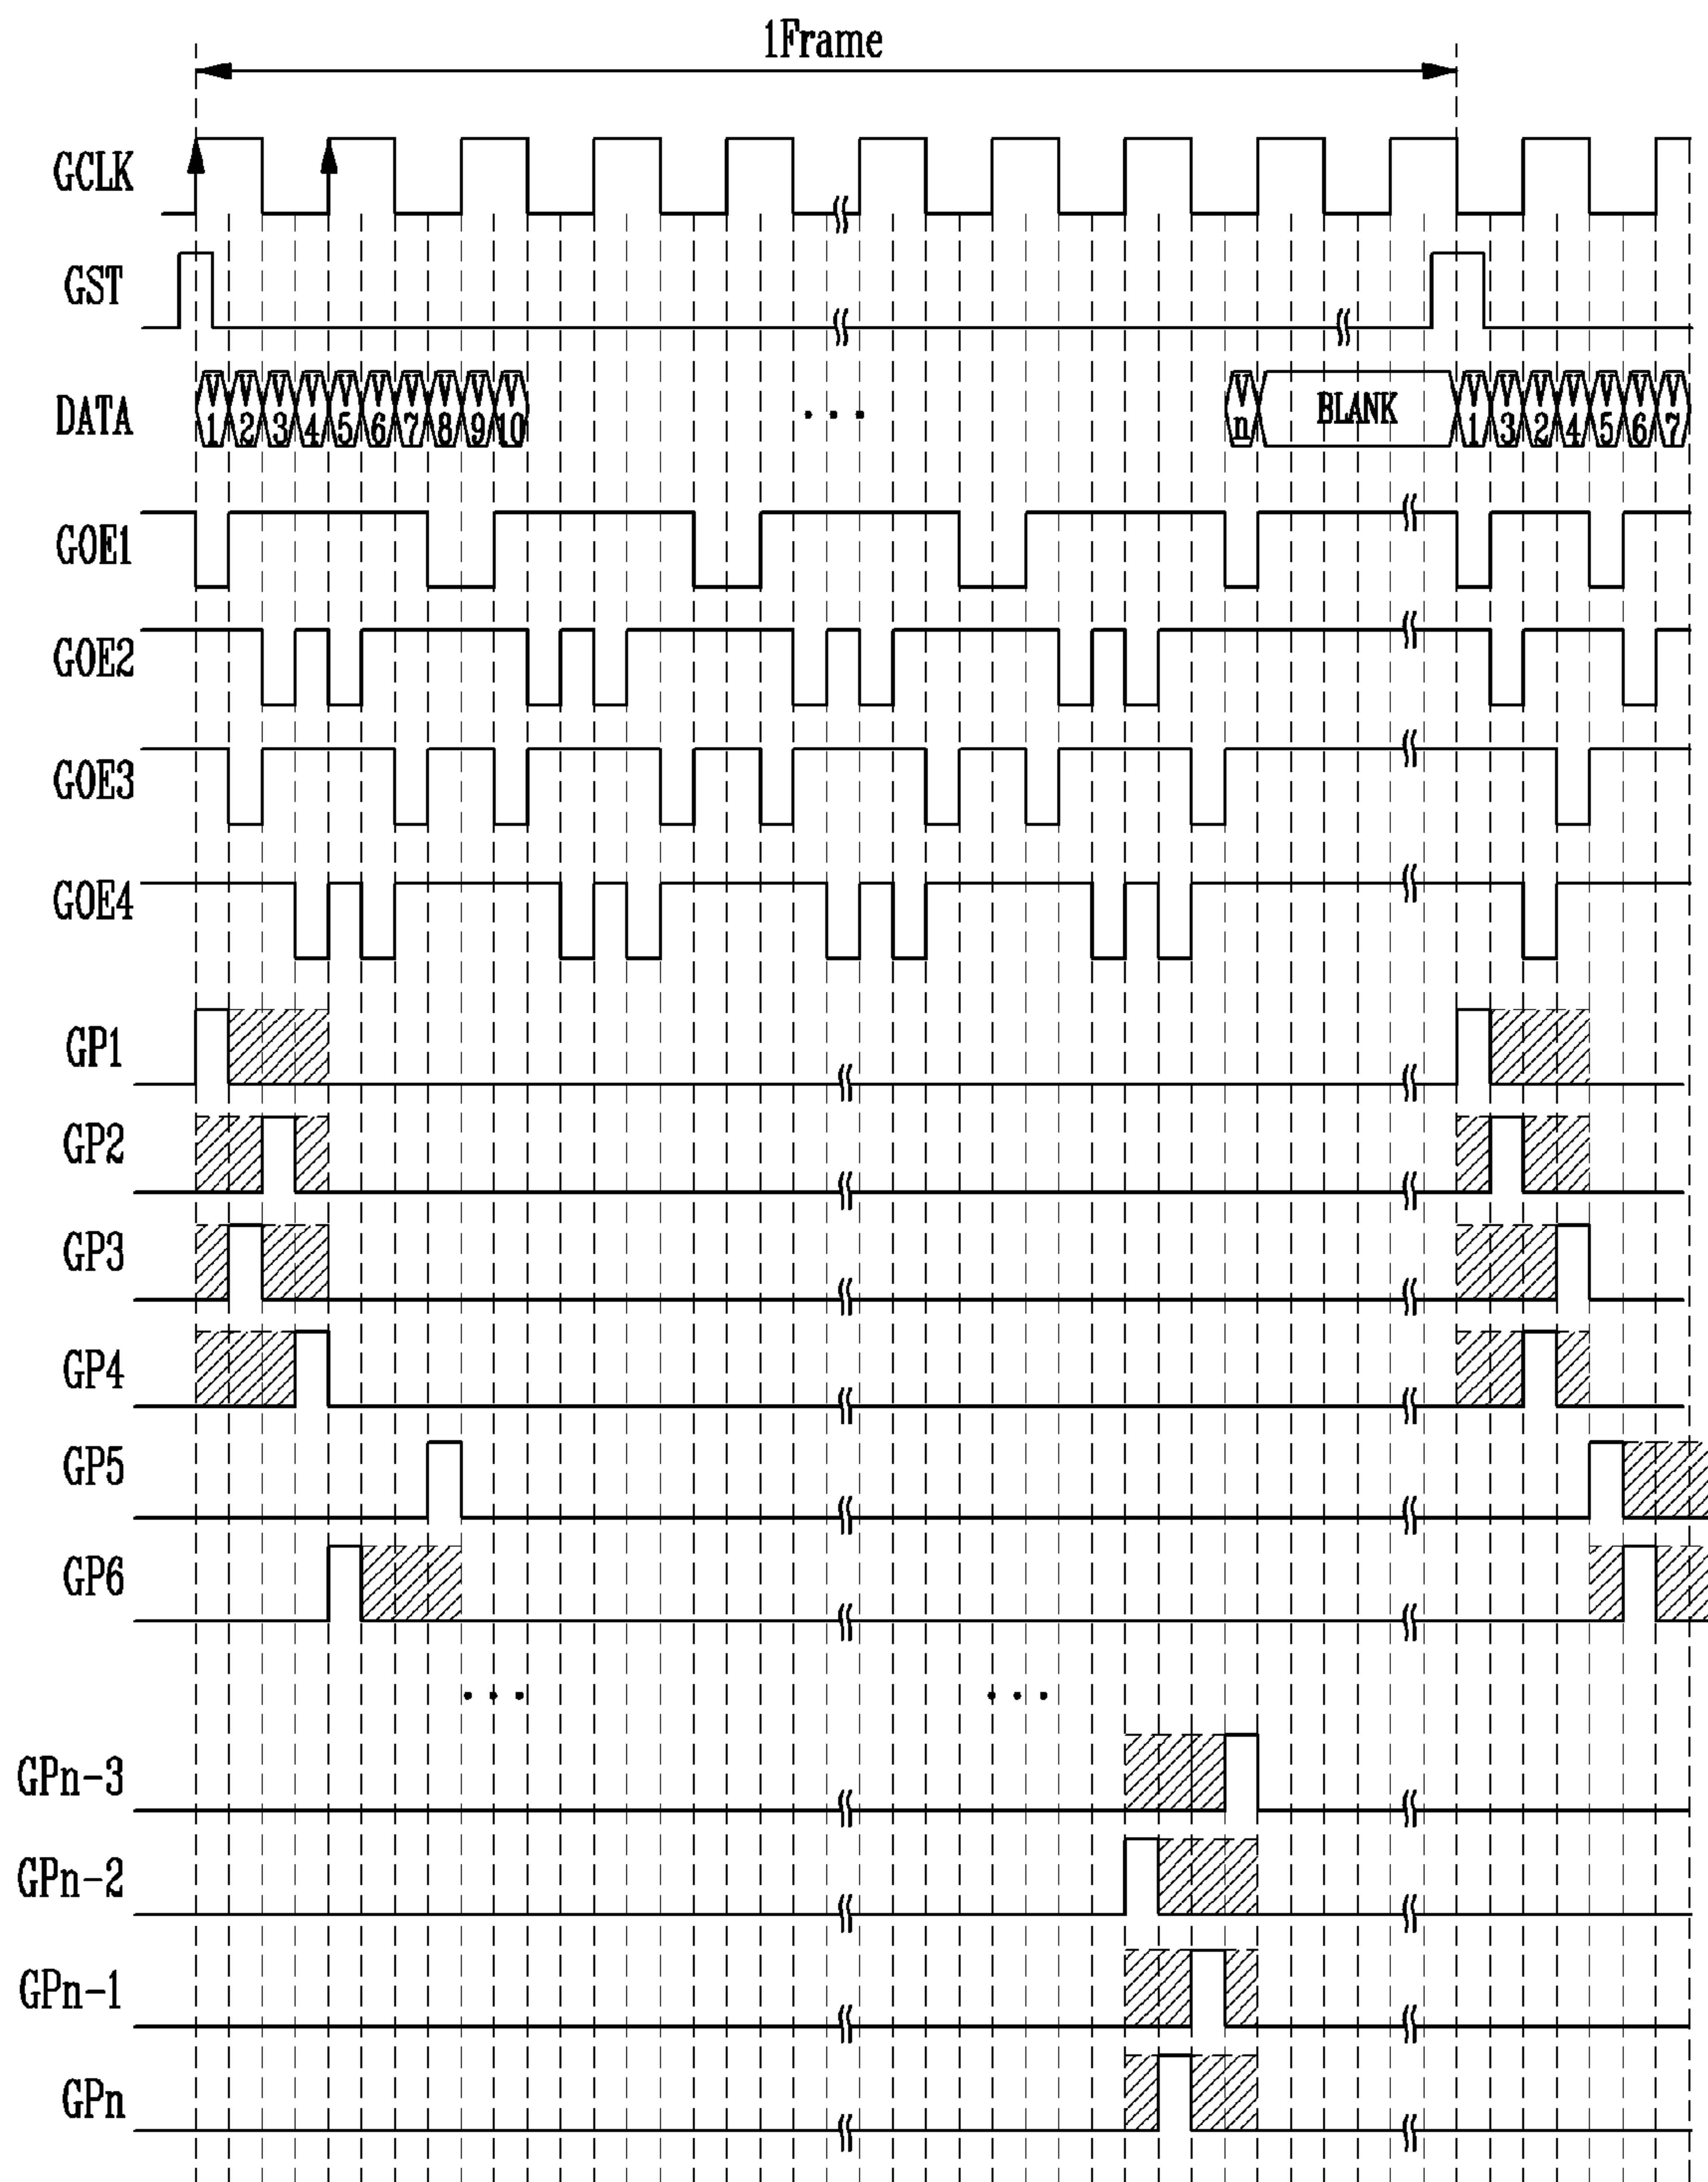 1Frame
GCLK
GST
DATA V1 V2 V3 V4 V5 V6 V7 V8 V9 V10 ... Vn BLANK V1 V3 V2 V4 V5 V6 V7
GOE1
GOE2
GOE3
GOE4
GP1
GP2
GP3
GP4
GP5
GP6
... ...
GPn-3
GPn-2
GPn-1
GPn